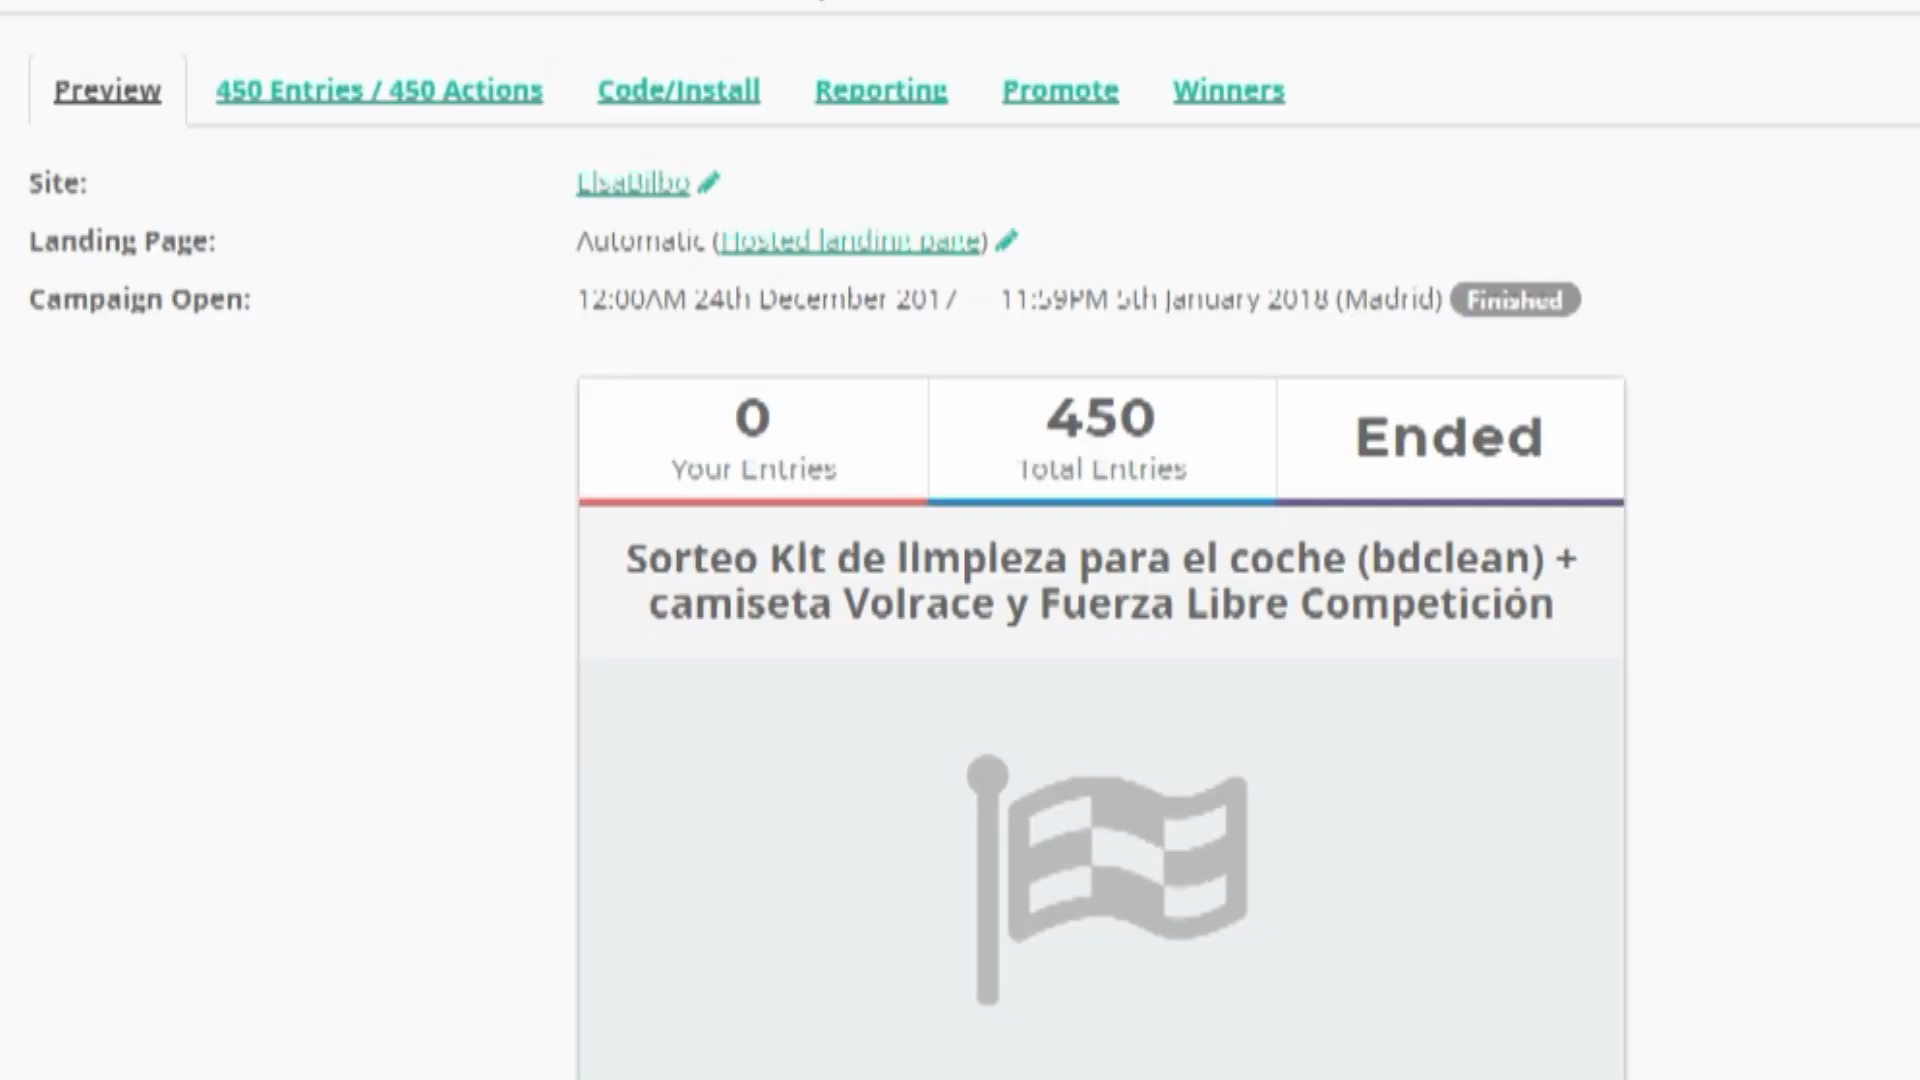 Preview 450 Entries / 450 Actions Code/Install Reporting Promote Winners
Site: ElsaBilbo
Landing Page: Automatic (Hosted landing page)
Campaign Open: 12:00AM 24th December 2017 11:59PM 5th January 2018 (Madrid) Finished
0 450 Ended
Your Entries Total Entries
Sorteo Kit de limpieza para el coche (bdclean) +
camiseta Volrace y Fuerza Libre Competición